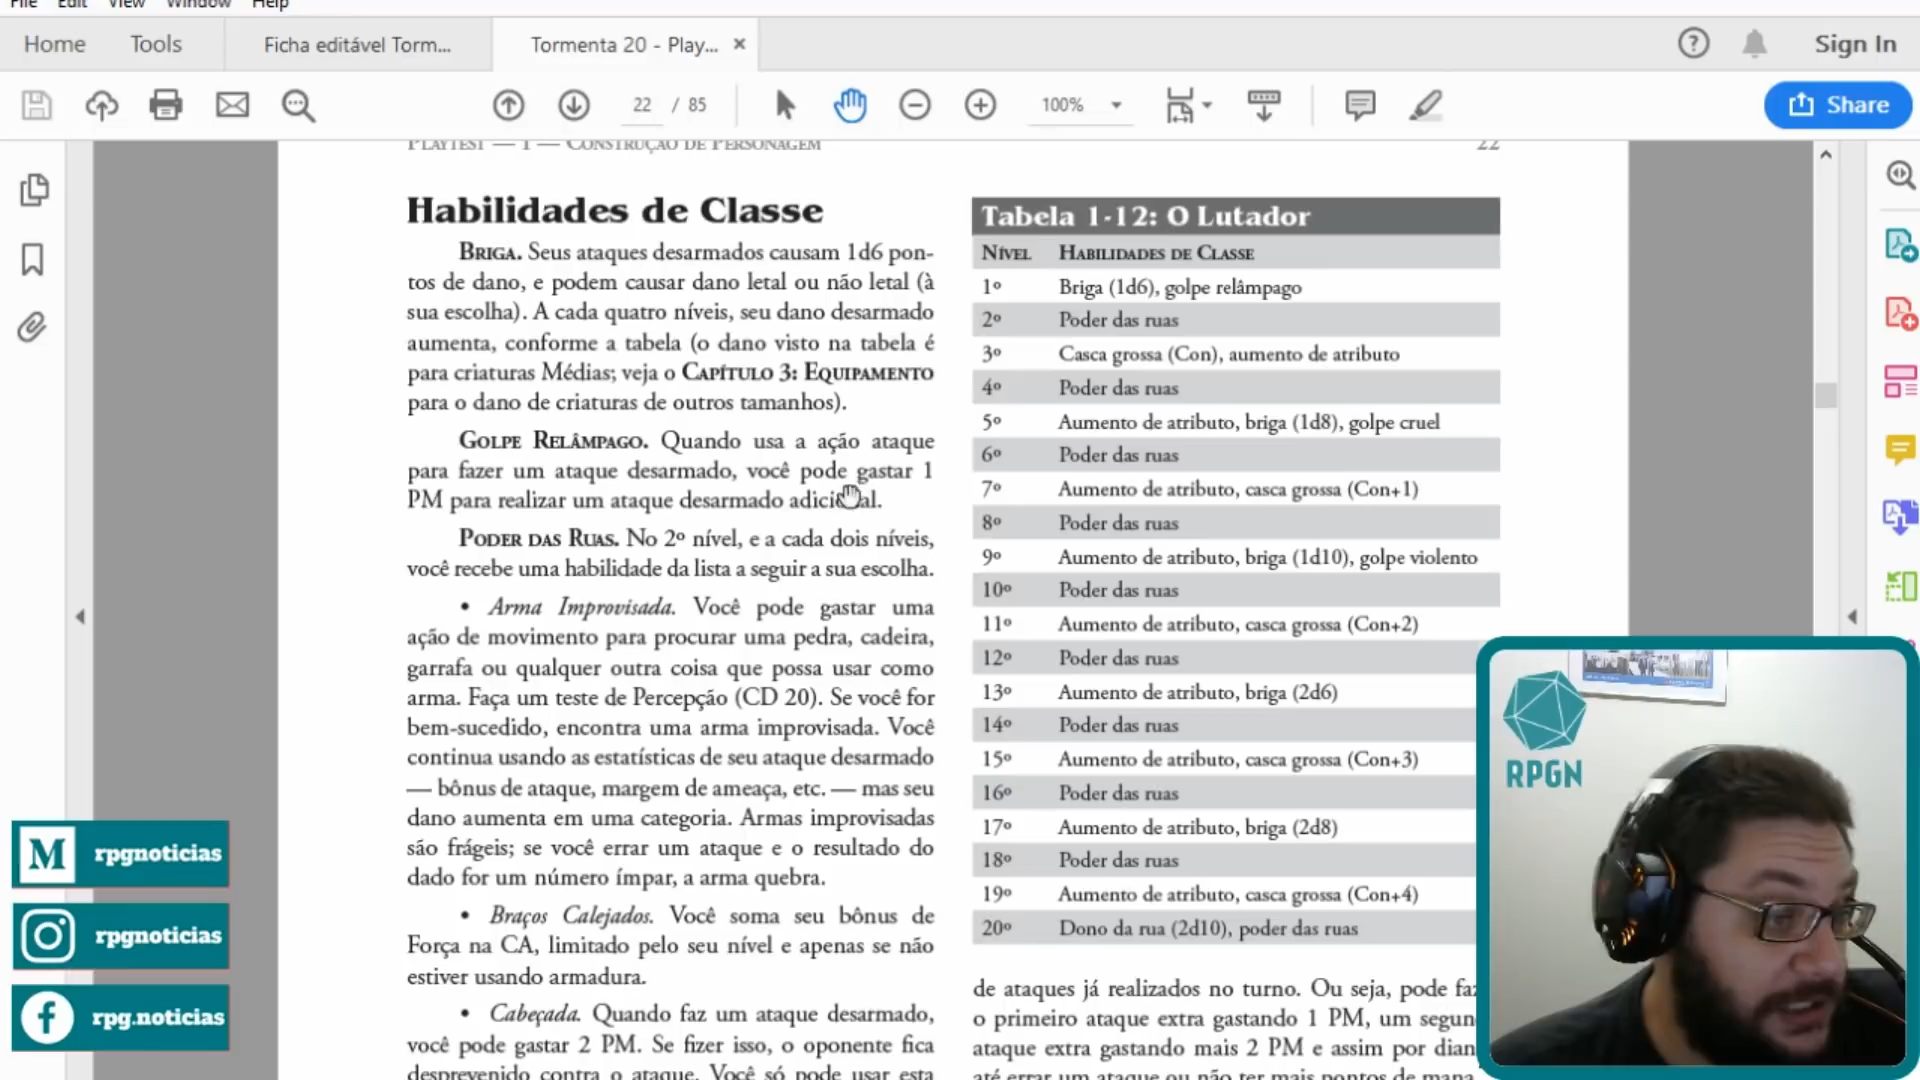 File Edit View Window Help
Home Tools Ficha editável Torm... Tormenta 20 - Play... Sign In
22 / 85 100% Share
PLAYTEST — 1 — CONSTRUÇÃO DE PERSONAGEM 22
Habilidades de Classe
BRIGA. Seus ataques desarmados causam 1d6 pon-
tos de dano, e podem causar dano letal ou não letal (à
sua escolha). A cada quatro níveis, seu dano desarmado
aumenta, conforme a tabela (o dano visto na tabela é
para criaturas Médias; veja o CAPÍTULO 3: EQUIPAMENTO
para o dano de criaturas de outros tamanhos).
GOLPE RELÂMPAGO. Quando usa a ação ataque
para fazer um ataque desarmado, você pode gastar 1
PM para realizar um ataque desarmado adicional.
PODER DAS RUAS. No 2º nível, e a cada dois níveis,
você recebe uma habilidade da lista a seguir a sua escolha.
• Arma Improvisada. Você pode gastar uma
ação de movimento para procurar uma pedra, cadeira,
garrafa ou qualquer outra coisa que possa usar como
arma. Faça um teste de Percepção (CD 20). Se você for
bem-sucedido, encontra uma arma improvisada. Você
continua usando as estatísticas de seu ataque desarmado
— bônus de ataque, margem de ameaça, etc. — mas seu
dano aumenta em uma categoria. Armas improvisadas
são frágeis; se você errar um ataque e o resultado do
dado for um número ímpar, a arma quebra.
• Braços Calejados. Você soma seu bônus de
Força na CA, limitado pelo seu nível e apenas se não
estiver usando armadura.
• Cabeçada. Quando faz um ataque desarmado,
você pode gastar 2 PM. Se fizer isso, o oponente fica
desprevenido contra o ataque. Você só pode usar esta
Tabela 1-12: O Lutador
NÍVEL HABILIDADES DE CLASSE
1º Briga (1d6), golpe relâmpago
2º Poder das ruas
3º Casca grossa (Con), aumento de atributo
4º Poder das ruas
5º Aumento de atributo, briga (1d8), golpe cruel
6º Poder das ruas
7º Aumento de atributo, casca grossa (Con+1)
8º Poder das ruas
9º Aumento de atributo, briga (1d10), golpe violento
10º Poder das ruas
11º Aumento de atributo, casca grossa (Con+2)
12º Poder das ruas
13º Aumento de atributo, briga (2d6)
14º Poder das ruas
15º Aumento de atributo, casca grossa (Con+3)
16º Poder das ruas
17º Aumento de atributo, briga (2d8)
18º Poder das ruas
19º Aumento de atributo, casca grossa (Con+4)
20º Dono da rua (2d10), poder das ruas
de ataques já realizados no turno. Ou seja, pode faz
o primeiro ataque extra gastando 1 PM, um segun
ataque extra gastando mais 2 PM e assim por dian
até errar um ataque ou não ter mais pontos de mana
M rpgnoticias
rpgnoticias
f rpg.noticias
RPGN